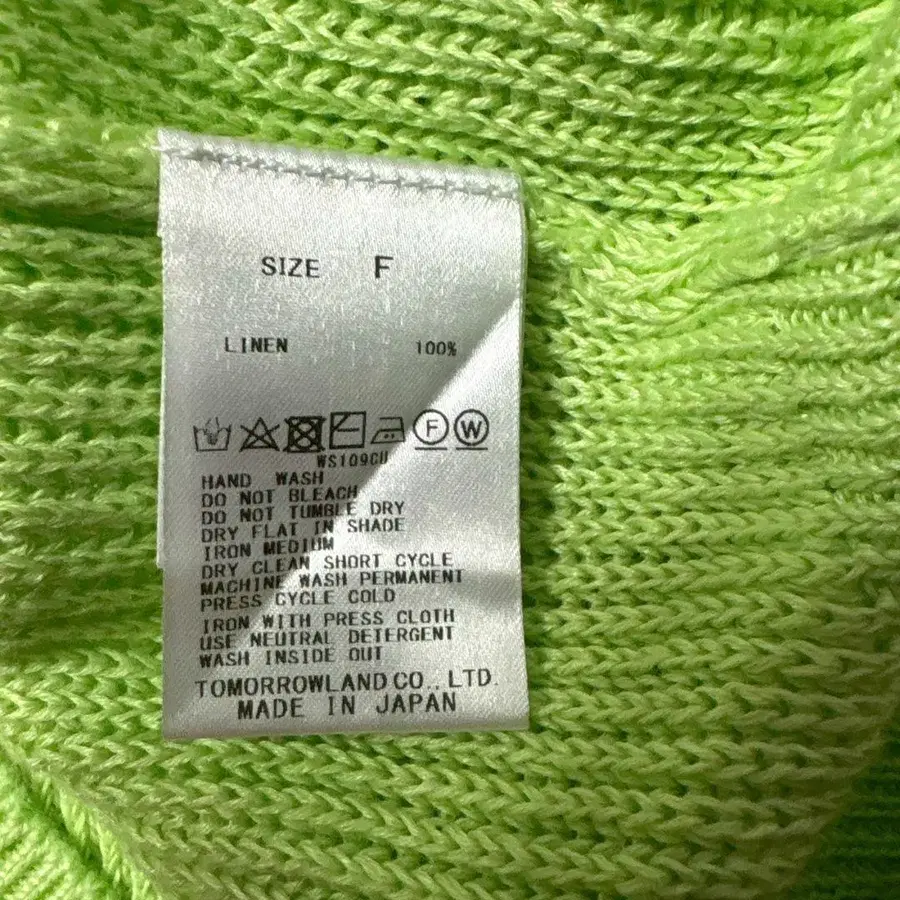 SIZE F
LINEN 100%
F W
WS109CU
HAND WASH
DO NOT BLEACH
DO NOT TUMBLE DRY
DRY FLAT IN SHADE
IRON MEDIUM
DRY CLEAN SHORT CYCLE
MACHINE WASH PERMANENT
PRESS CYCLE COLD
IRON WITH PRESS CLOTH
USE NEUTRAL DETERGENT
WASH INSIDE OUT
TOMORROWLAND CO., LTD.
MADE IN JAPAN